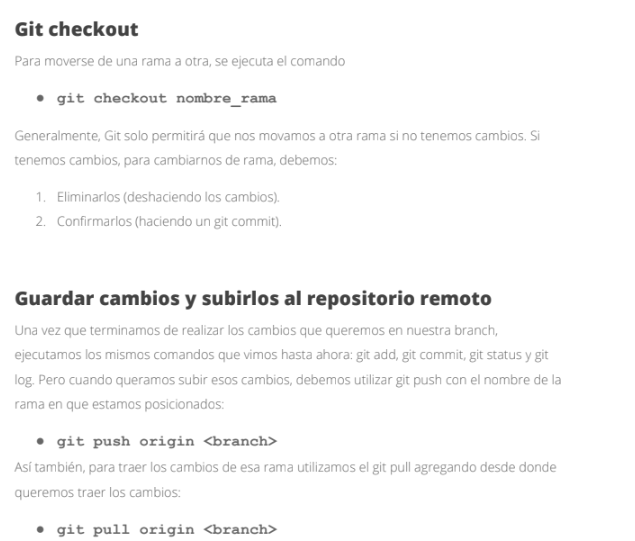 Git checkout
Para moverse de una rama a otra, se ejecuta el comando
● git checkout nombre_rama
Generalmente, Git solo permitirá que nos movamos a otra rama si no tenemos cambios. Si
tenemos cambios, para cambiarnos de rama, debemos:
1. Eliminarlos (deshaciendo los cambios).
2. Confirmarlos (haciendo un git commit).
Guardar cambios y subirlos al repositorio remoto
Una vez que terminamos de realizar los cambios que queremos en nuestra branch,
ejecutamos los mismos comandos que vimos hasta ahora: git add, git commit, git status y git
log. Pero cuando queramos subir esos cambios, debemos utilizar git push con el nombre de la
rama en que estamos posicionados:
● git push origin <branch>
Así también, para traer los cambios de esa rama utilizamos el git pull agregando desde donde
queremos traer los cambios:
● git pull origin <branch>